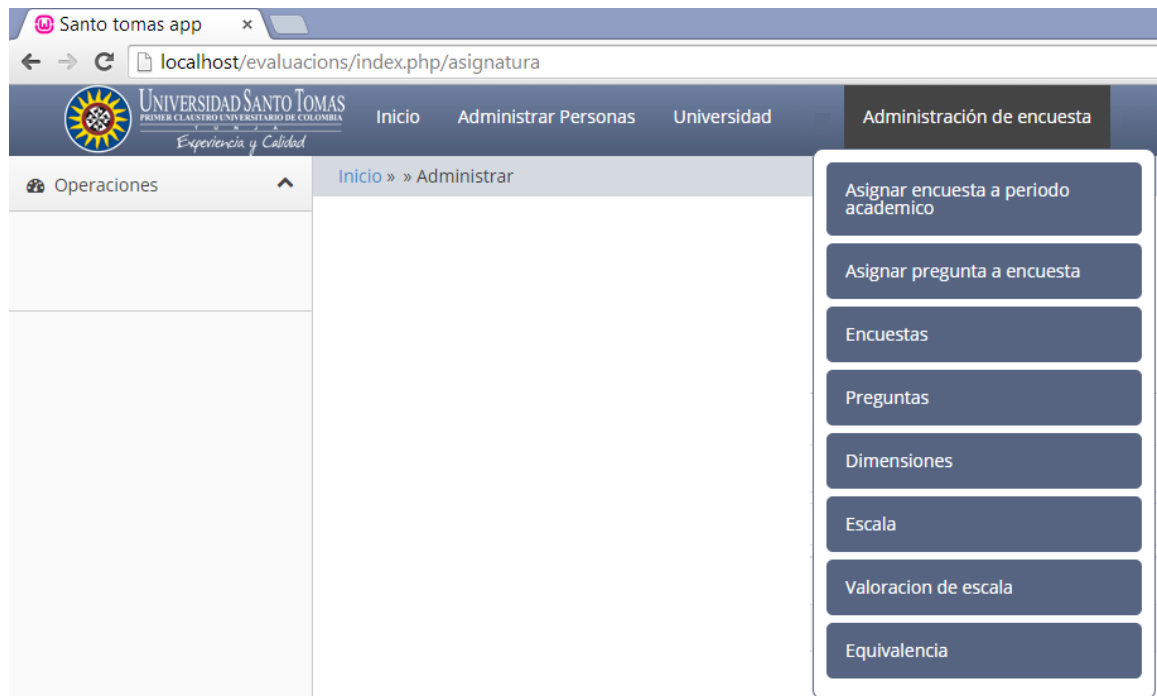 Santo tomas app
localhost/evaluacions/index.php/asignatura
UNIVERSIDAD SANTO TOMAS
PRIMER CLAUSTRO UNIVERSITARIO DE COLOMBIA
T U N J A
Experiencia y Calidad
Inicio Administrar Personas Universidad Administración de encuesta
Operaciones
Inicio » » Administrar
Asignar encuesta a periodo
academico
Asignar pregunta a encuesta
Encuestas
Preguntas
Dimensiones
Escala
Valoracion de escala
Equivalencia